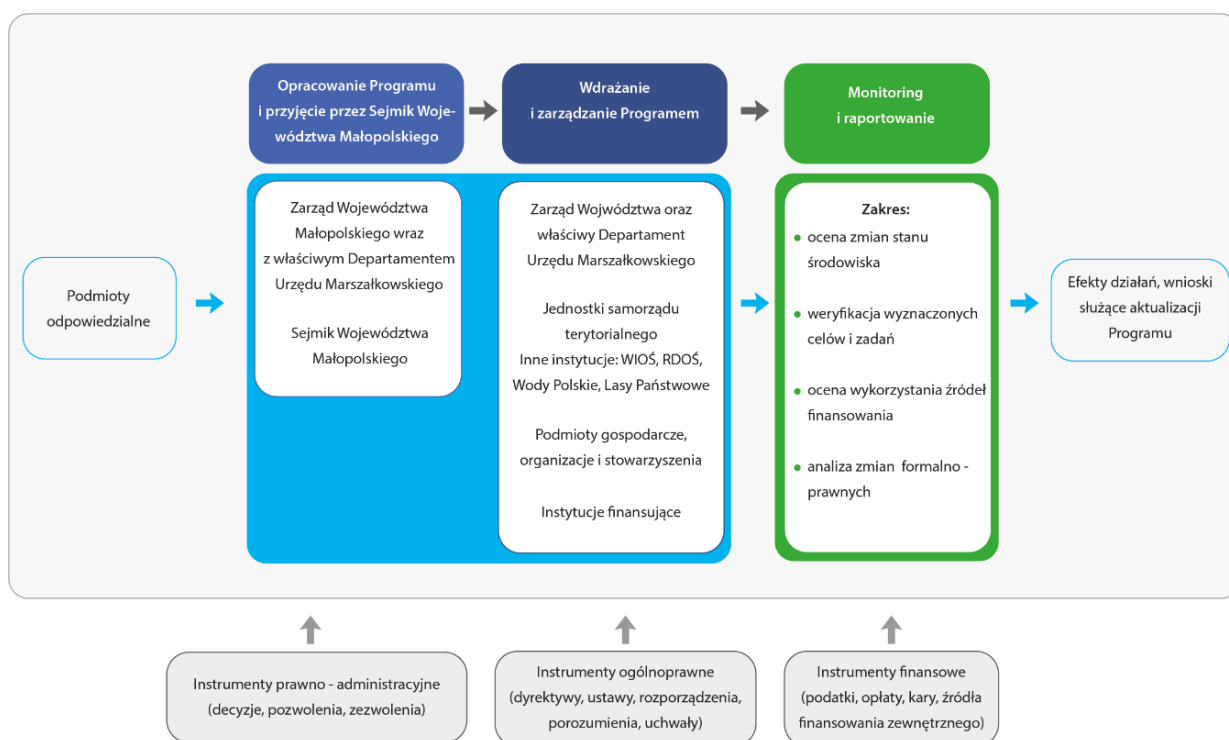 Opracowanie Programu
i przyjęcie przez Sejmik Woje-
wództwa Małopolskiego
Wdrażanie
i zarządzanie Programem
Monitoring
i raportowanie
Podmioty
odpowiedzialne
Zarząd Województwa
Małopolskiego wraz
z właściwym Departamentem
Urzędu Marszałkowskiego
Sejmik Województwa
Małopolskiego
Zarząd Wojwództwa oraz
właściwy Departament
Urzędu Marszałkowskiego
Jednostki samorządu
terytorialnego
Inne instytucje: WIOŚ, RDOŚ,
Wody Polskie, Lasy Państwowe
Podmioty gospodarcze,
organizacje i stowarzyszenia
Instytucje finansujące
Zakres:
• ocena zmian stanu
środowiska
• weryfikacja wyznaczonych
celów i zadań
• ocena wykorzystania źródeł
finansowania
• analiza zmian formalno -
prawnych
Efekty działań, wnioski
służące aktualizacji
Programu
Instrumenty prawno - administracyjne
(decyzje, pozwolenia, zezwolenia)
Instrumenty ogólnoprawne
(dyrektywy, ustawy, rozporządzenia,
porozumienia, uchwały)
Instrumenty finansowe
(podatki, opłaty, kary, źródła
finansowania zewnętrznego)